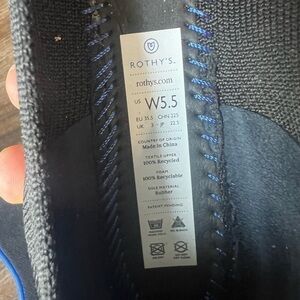 ROTHY'S
rothys.com
US W5.5
EU 35.5 CHN 225
UK 3 JP 22.5
COUNTRY OF ORIGIN
Made in China
TEXTILE UPPER
100% Recycled
FOAM
100% Recyclable
SOLE MATERIAL
Rubber
PATENT PENDING